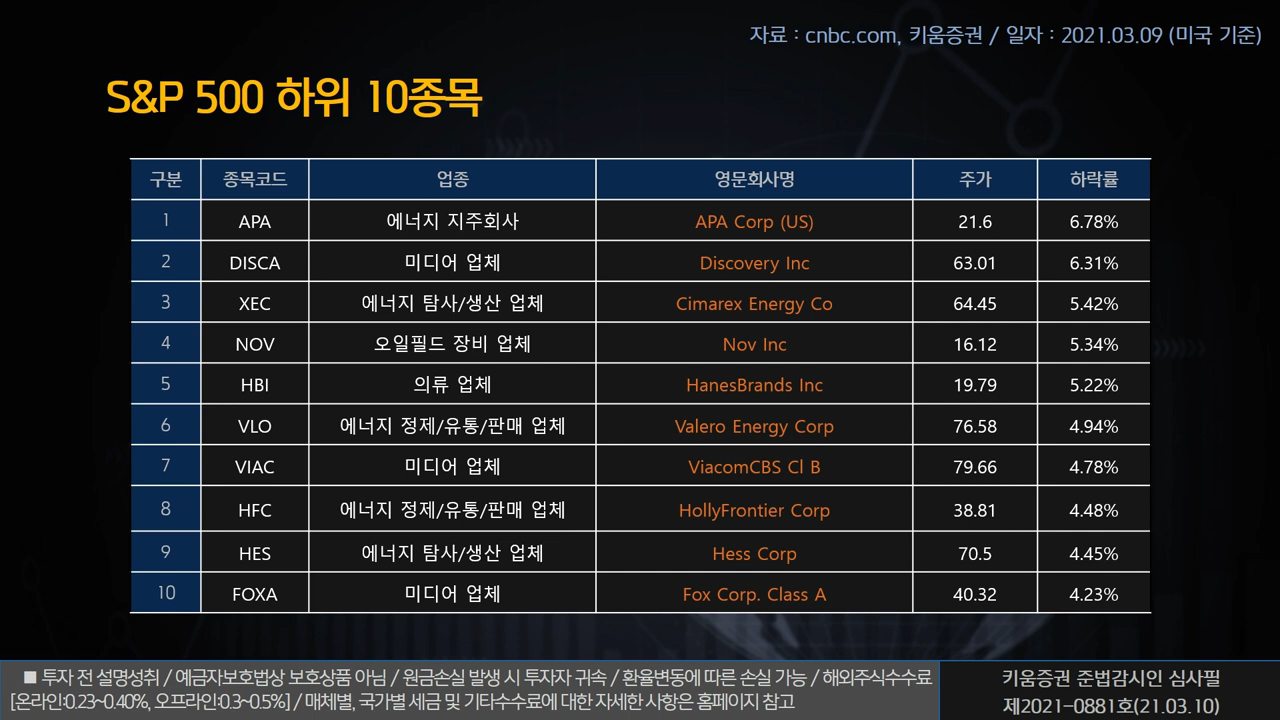 자료 : cnbc.com, 키움증권 / 일자 : 2021.03.09 (미국 기준)
S&P 500 하위 10종목
구분 종목코드 업종 영문회사명 주가 하락률
1 APA 에너지 지주회사 APA Corp (US) 21.6 6.78%
2 DISCA 미디어 업체 Discovery Inc 63.01 6.31%
3 XEC 에너지 탐사/생산 업체 Cimarex Energy Co 64.45 5.42%
4 NOV 오일필드 장비 업체 Nov Inc 16.12 5.34%
5 HBI 의류 업체 HanesBrands Inc 19.79 5.22%
6 VLO 에너지 정제/유통/판매 업체 Valero Energy Corp 76.58 4.94%
7 VIAC 미디어 업체 ViacomCBS Cl B 79.66 4.78%
8 HFC 에너지 정제/유통/판매 업체 HollyFrontier Corp 38.81 4.48%
9 HES 에너지 탐사/생산 업체 Hess Corp 70.5 4.45%
10 FOXA 미디어 업체 Fox Corp. Class A 40.32 4.23%
■ 투자 전 설명성취 / 예금자보호법상 보호상품 아님 / 원금손실 발생 시 투자자 귀속 / 환율변동에 따른 손실 가능 / 해외주식수수료
[온라인:0.23~0.40%, 오프라인:0.3~0.5%] / 매체별, 국가별 세금 및 기타수수료에 대한 자세한 사항은 홈페이지 참고
키움증권 준법감시인 심사필
제2021-0881호(21.03.10)